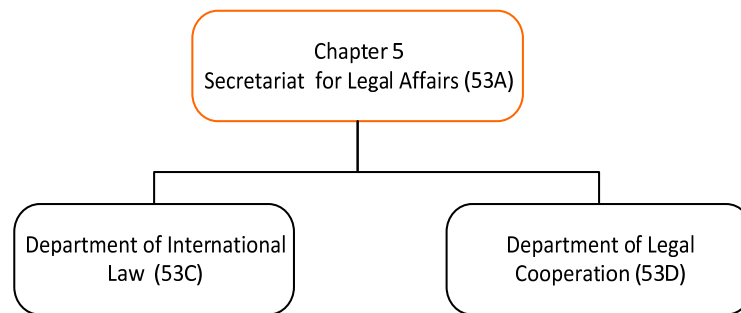 Chapter 5
Secretariat for Legal Affairs (53A)
Department of International
Law (53C)
Department of Legal
Cooperation (53D)